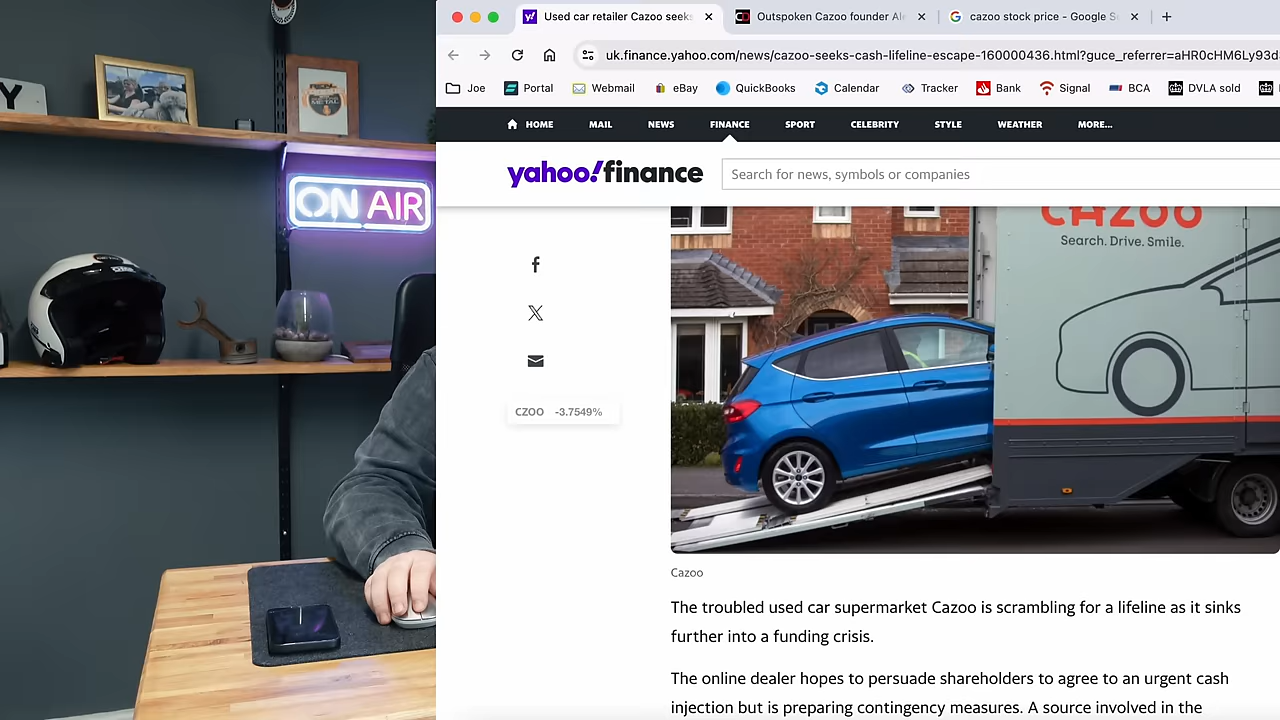 Y
METAL
ON AIR
Used car retailer Cazoo seeks
Outspoken Cazoo founder Al
cazoo stock price - Google S
uk.finance.yahoo.com/news/cazoo-seeks-cash-lifeline-escape-160000436.html?guce_referrer=aHR0cHM6Ly93d
Joe
Portal
Webmail
eBay
QuickBooks
Calendar
Tracter
Bank
Signal
BCA
DVLA sold
HOME
MAIL
NEWS
FINANCE
SPORT
CELEBRITY
STYLE
WEATHER
MORE...
yahoo!finance
Search for news, symbols or companies
CAZOO
Search. Drive. Smile.
CZOO -3.7549%
Cazoo
The troubled used car supermarket Cazoo is scrambling for a lifeline as it sinks
further into a funding crisis.
The online dealer hopes to persuade shareholders to agree to an urgent cash
injection but is preparing contingency measures. A source involved in the